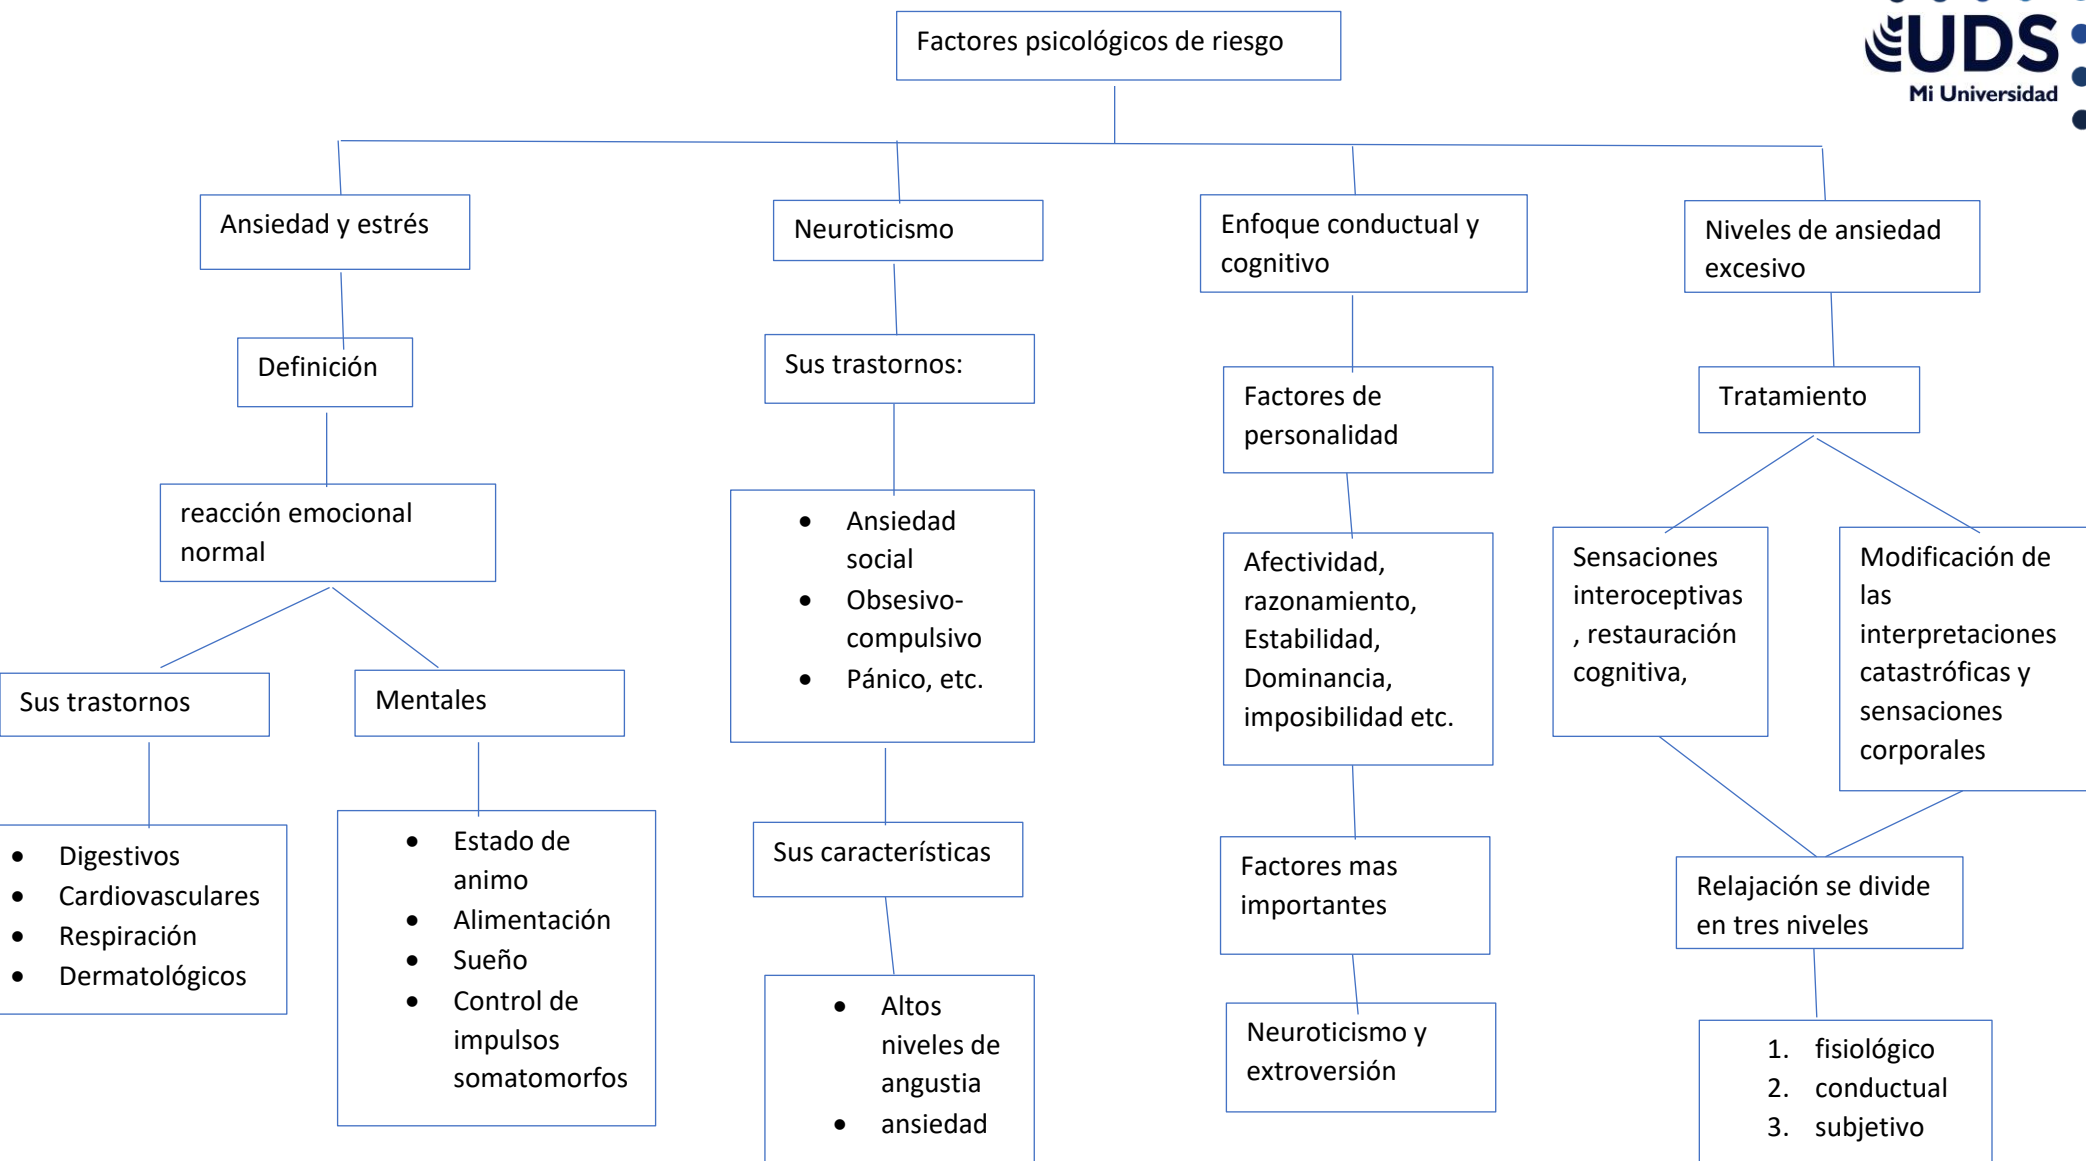 Factores psicológicos de riesgo
UDS
Mi Universidad
Ansiedad y estrés
Definición
reacción emocional
normal
Sus trastornos
Digestivos
Cardiovasculares
Respiración
Dermatológicos
Mentales
Estado de
animo
Alimentación
Sueño
Control de
impulsos
somatomorfos
Neuroticismo
Sus trastornos:
Ansiedad
social
Obsesivo-
compulsivo
Pánico, etc.
Sus características
Altos
niveles de
angustia
ansiedad
Enfoque conductual y
cognitivo
Factores de
personalidad
Afectividad,
razonamiento,
Estabilidad,
Dominancia,
imposibilidad etc.
Factores mas
importantes
Neuroticismo y
extroversión
Niveles de ansiedad
excesivo
Tratamiento
Sensaciones
interoceptivas
, restauración
cognitiva,
Modificación de
las
interpretaciones
catastróficas y
sensaciones
corporales
Relajación se divide
en tres niveles
1. fisiológico
2. conductual
3. subjetivo